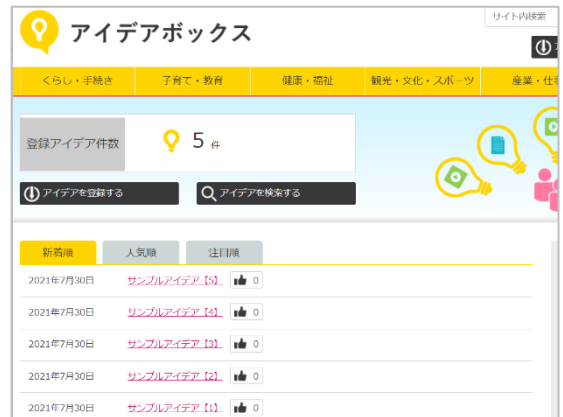 アイデアボックス
サイト内検索
くらし・手続き 子育て・教育 健康・福祉 観光・文化・スポーツ 産業・仕事
登録アイデア件数 5 件
アイデアを登録する アイデアを検索する
新着順 人気順 注目順
2021年7月30日 サンプルアイデア【5】 0
2021年7月30日 サンプルアイデア【4】 0
2021年7月30日 サンプルアイデア【3】 0
2021年7月30日 サンプルアイデア【2】 0
2021年7月30日 サンプルアイデア【1】 0